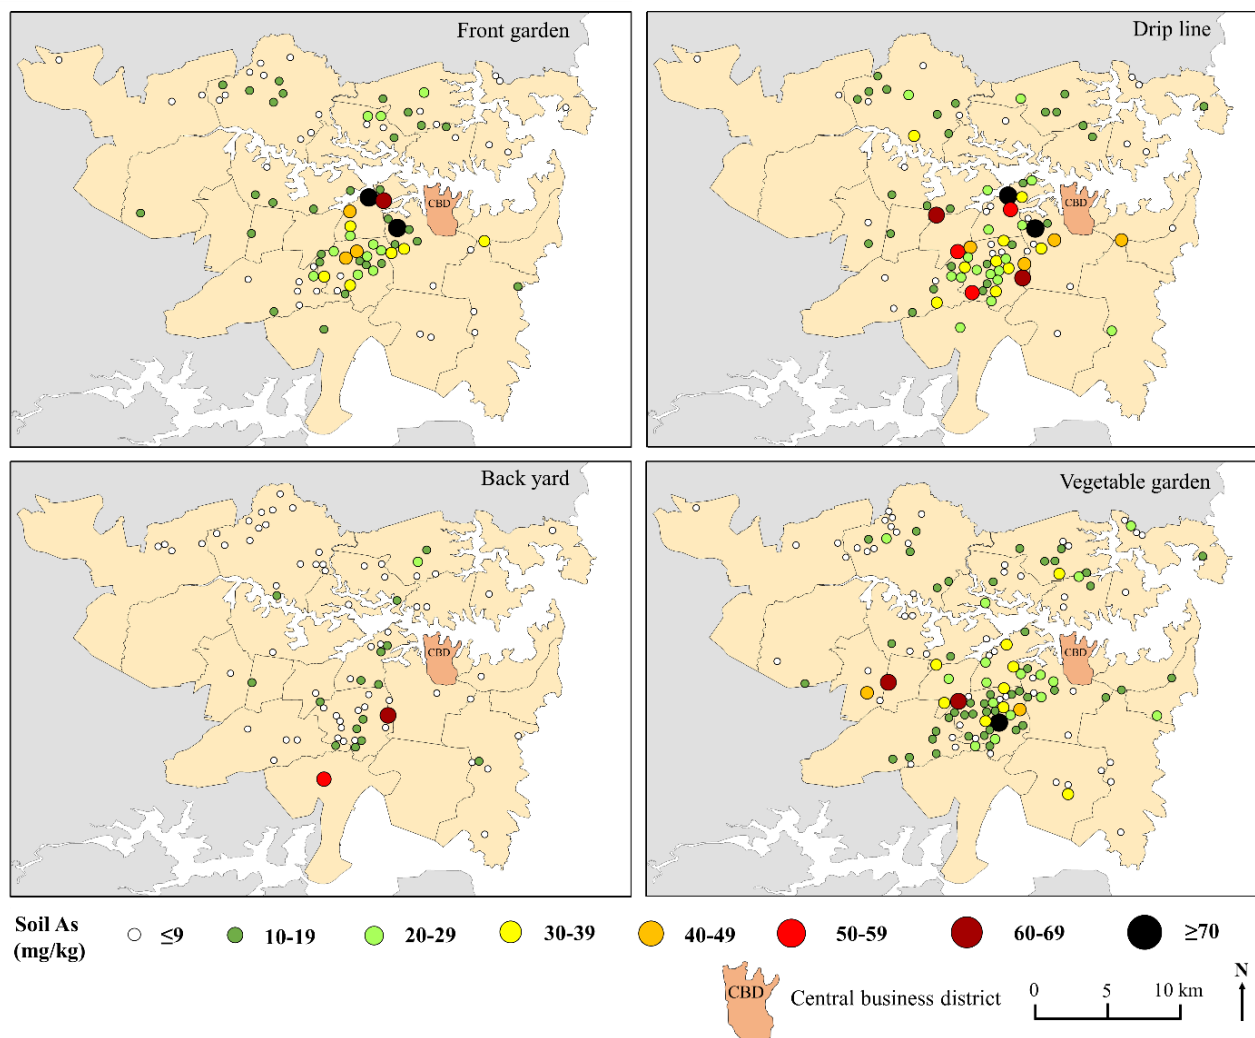 Front garden
CBD
Drip line
CBD
Back yard
CBD
Vegetable garden
CBD
Soil As
(mg/kg)
≤9
10-19
20-29
30-39
40-49
50-59
60-69
≥70
CBD
Central business district
0 5 10 km
N